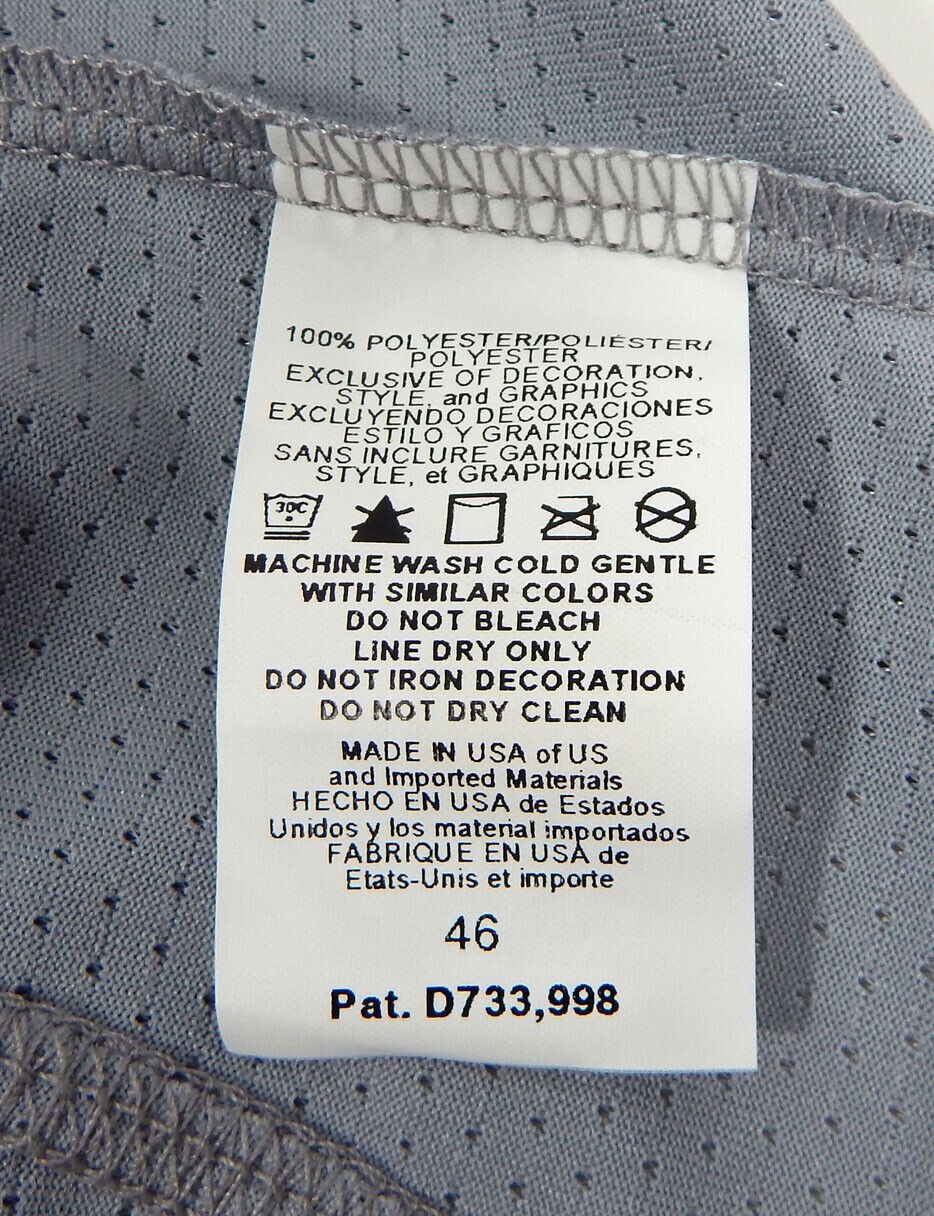 100% POLYESTER/POLIÉSTER/
POLYESTER
EXCLUSIVE OF DECORATION,
STYLE, and GRAPHICS
EXCLUYENDO DECORACIONES
ESTILO Y GRAFICOS
SANS INCLURE GARNITURES,
STYLE, et GRAPHIQUES
30C
MACHINE WASH COLD GENTLE
WITH SIMILAR COLORS
DO NOT BLEACH
LINE DRY ONLY
DO NOT IRON DECORATION
DO NOT DRY CLEAN
MADE IN USA of US
and Imported Materials
HECHO EN USA de Estados
Unidos y los material importados
FABRIQUE EN USA de
Etats-Unis et importe
46
Pat. D733,998